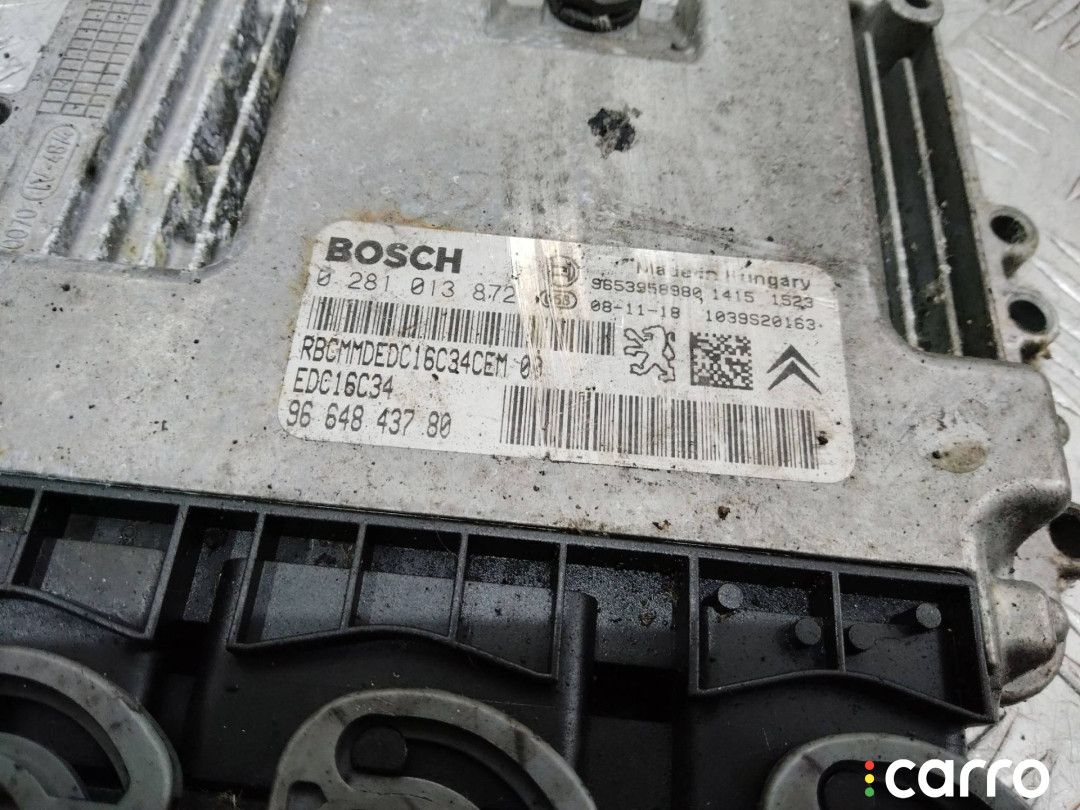 BOSCH
0 281 013 872
Made in Hungary
9653958980 1415 1523
08-11-18 1039S20163
RBCMMDEDC16C34CEM 00
EDC16C34
96 648 437 80
carro